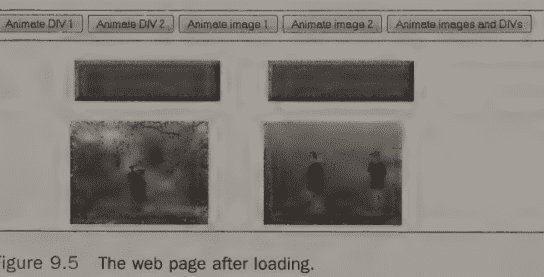 Animate DIV 1 Animate DIV 2 Animate image 1 Animate image 2 Animate images and DIVs
igure 9.5 The web page after loading.